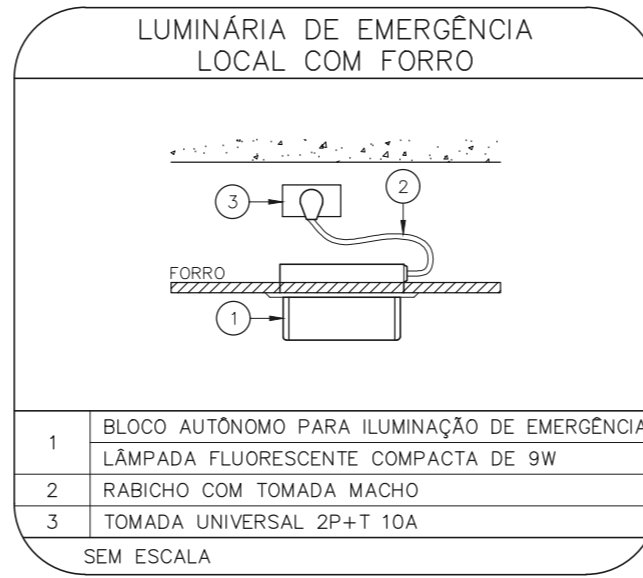 LUMINÁRIA DE EMERGÊNCIA
LOCAL COM FORRO
2
3
FORRO
1
1 BLOCO AUTÔNOMO PARA ILUMINAÇÃO DE EMERGÊNCIA
LÂMPADA FLUORESCENTE COMPACTA DE 9W
2 RABICHO COM TOMADA MACHO
3 TOMADA UNIVERSAL 2P+T 10A
SEM ESCALA